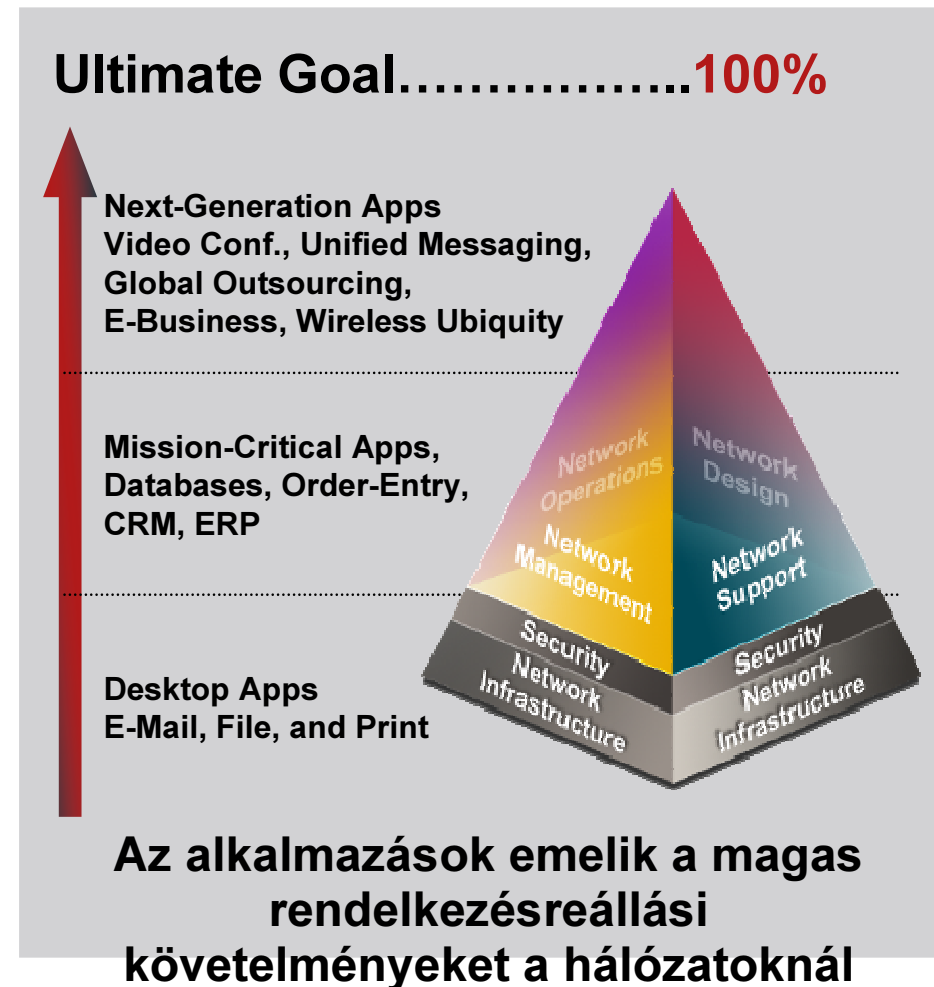 Ultimate Goal……………..100%
Next-Generation Apps
Video Conf., Unified Messaging,
Global Outsourcing,
E-Business, Wireless Ubiquity
Mission-Critical Apps,
Databases, Order-Entry,
CRM, ERP
Desktop Apps
E-Mail, File, and Print
Network
Operations
Network
Management
Security
Network
Infrastructure
Network
Design
Network
Support
Security
Network
Infrastructure
Az alkalmazások emelik a magas
rendelkezésreállási
követelményeket a hálózatoknál